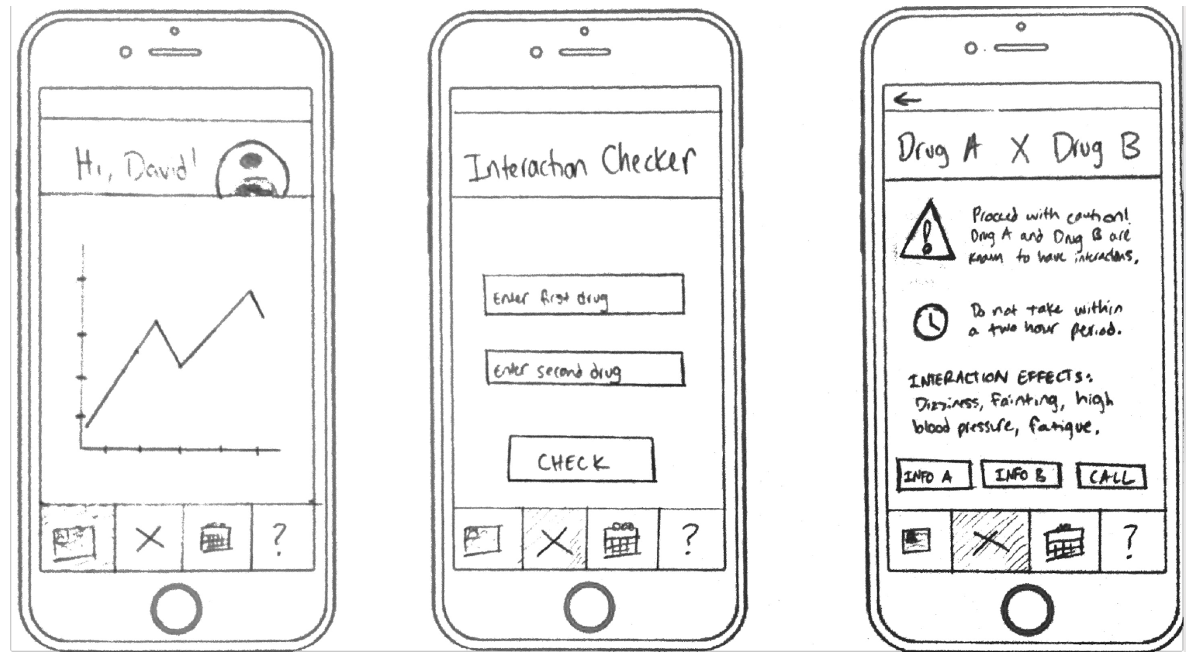 Hi, David!
?
Interaction Checker
Enter first drug
Enter second drug
CHECK
?
Drug A X Drug B
Proceed with caution!
Drug A and Drug B are
known to have interactions.
Do not take within
a two hour period.
INTERACTION EFFECTS:
Dizziness, fainting, high
blood pressure, fatigue.
INFO A
INFO B
CALL
?